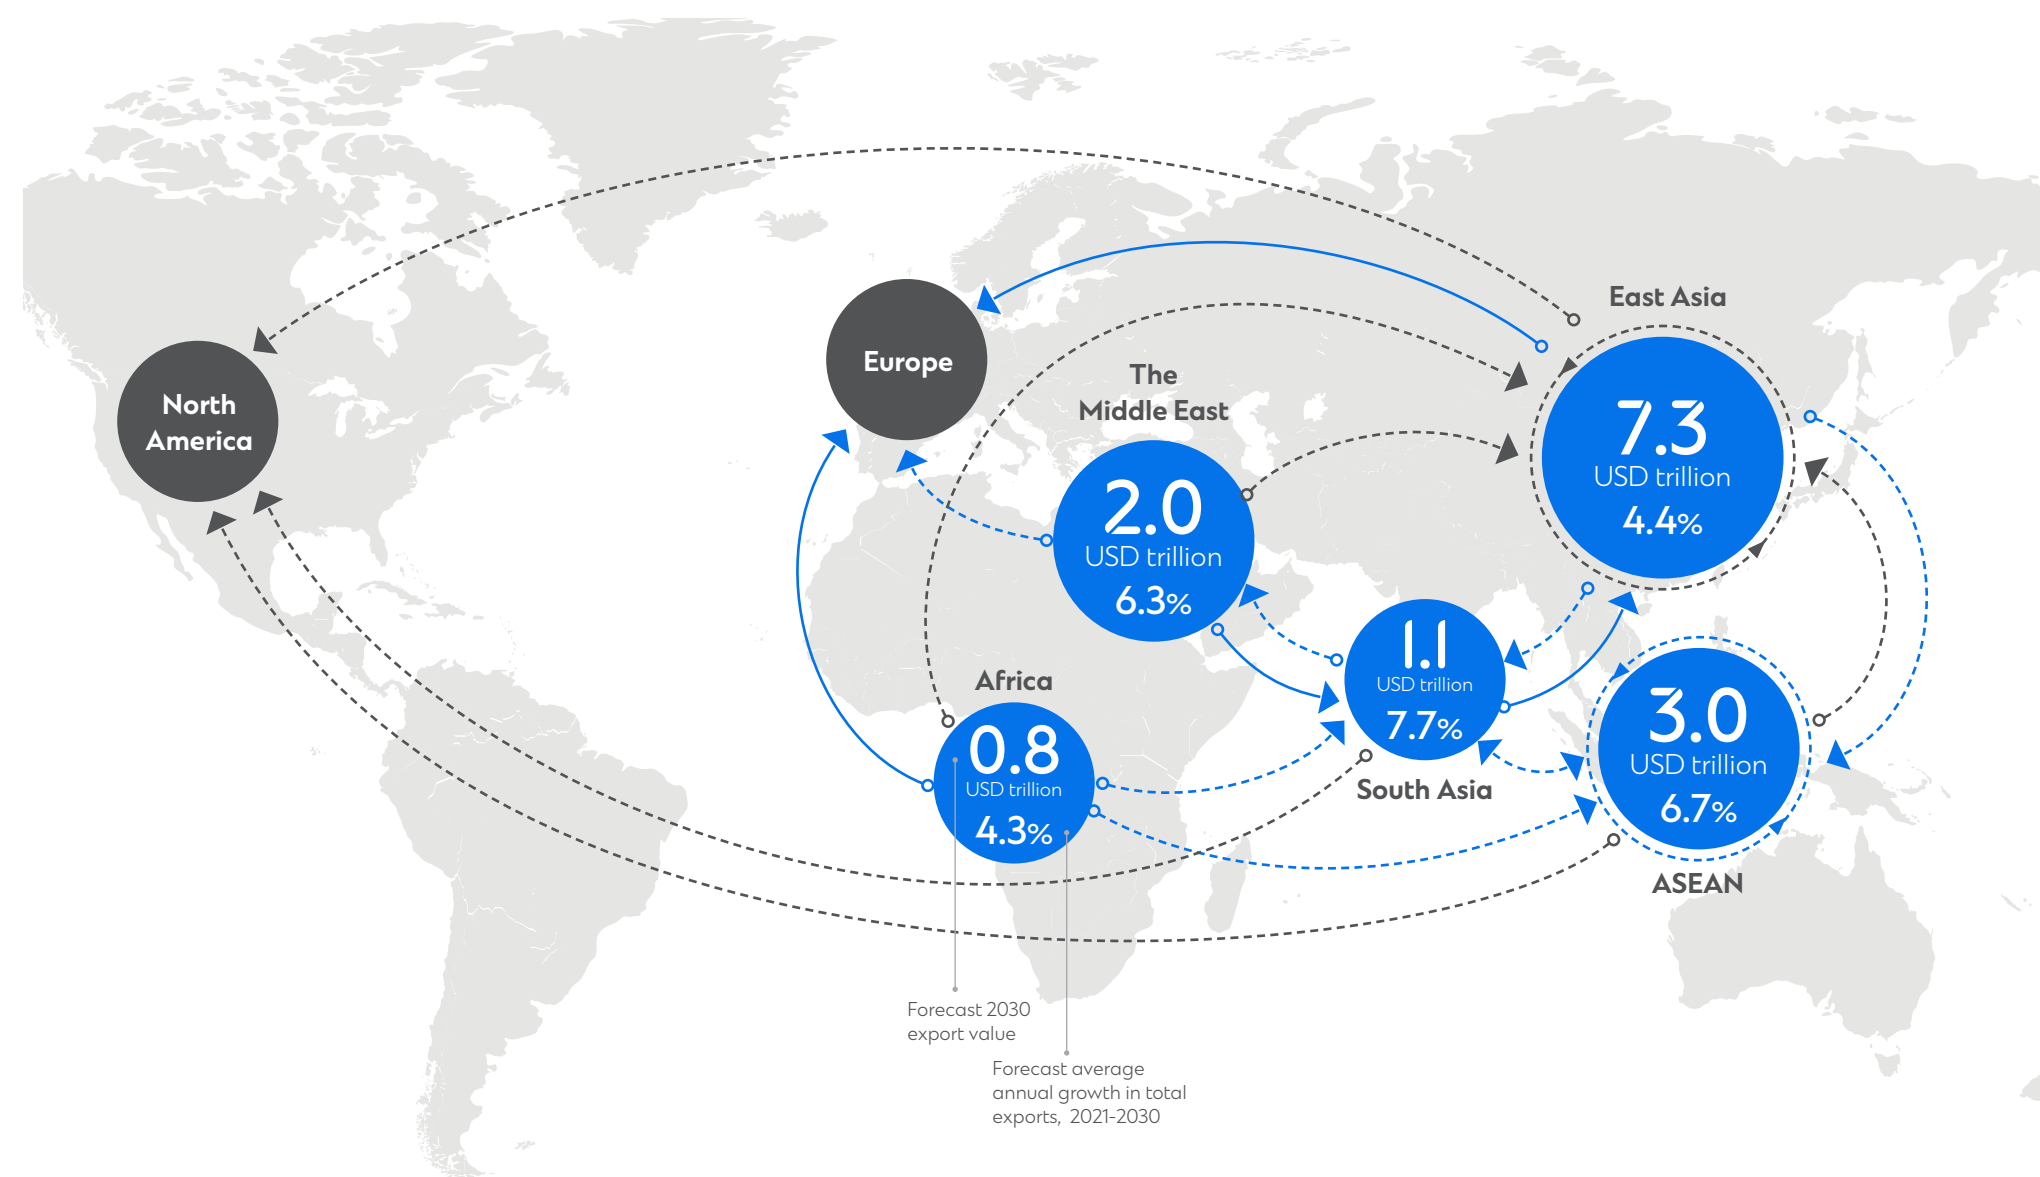 East Asia
7.3
USD trillion
4.4%
Europe
The
Middle East
2.0
USD trillion
6.3%
North
America
1.1
USD trillion
7.7%
South Asia
Africa
0.8
USD trillion
4.3%
3.0
USD trillion
6.7%
ASEAN
Forecast 2030
export value
Forecast average
annual growth in total
exports, 2021-2030